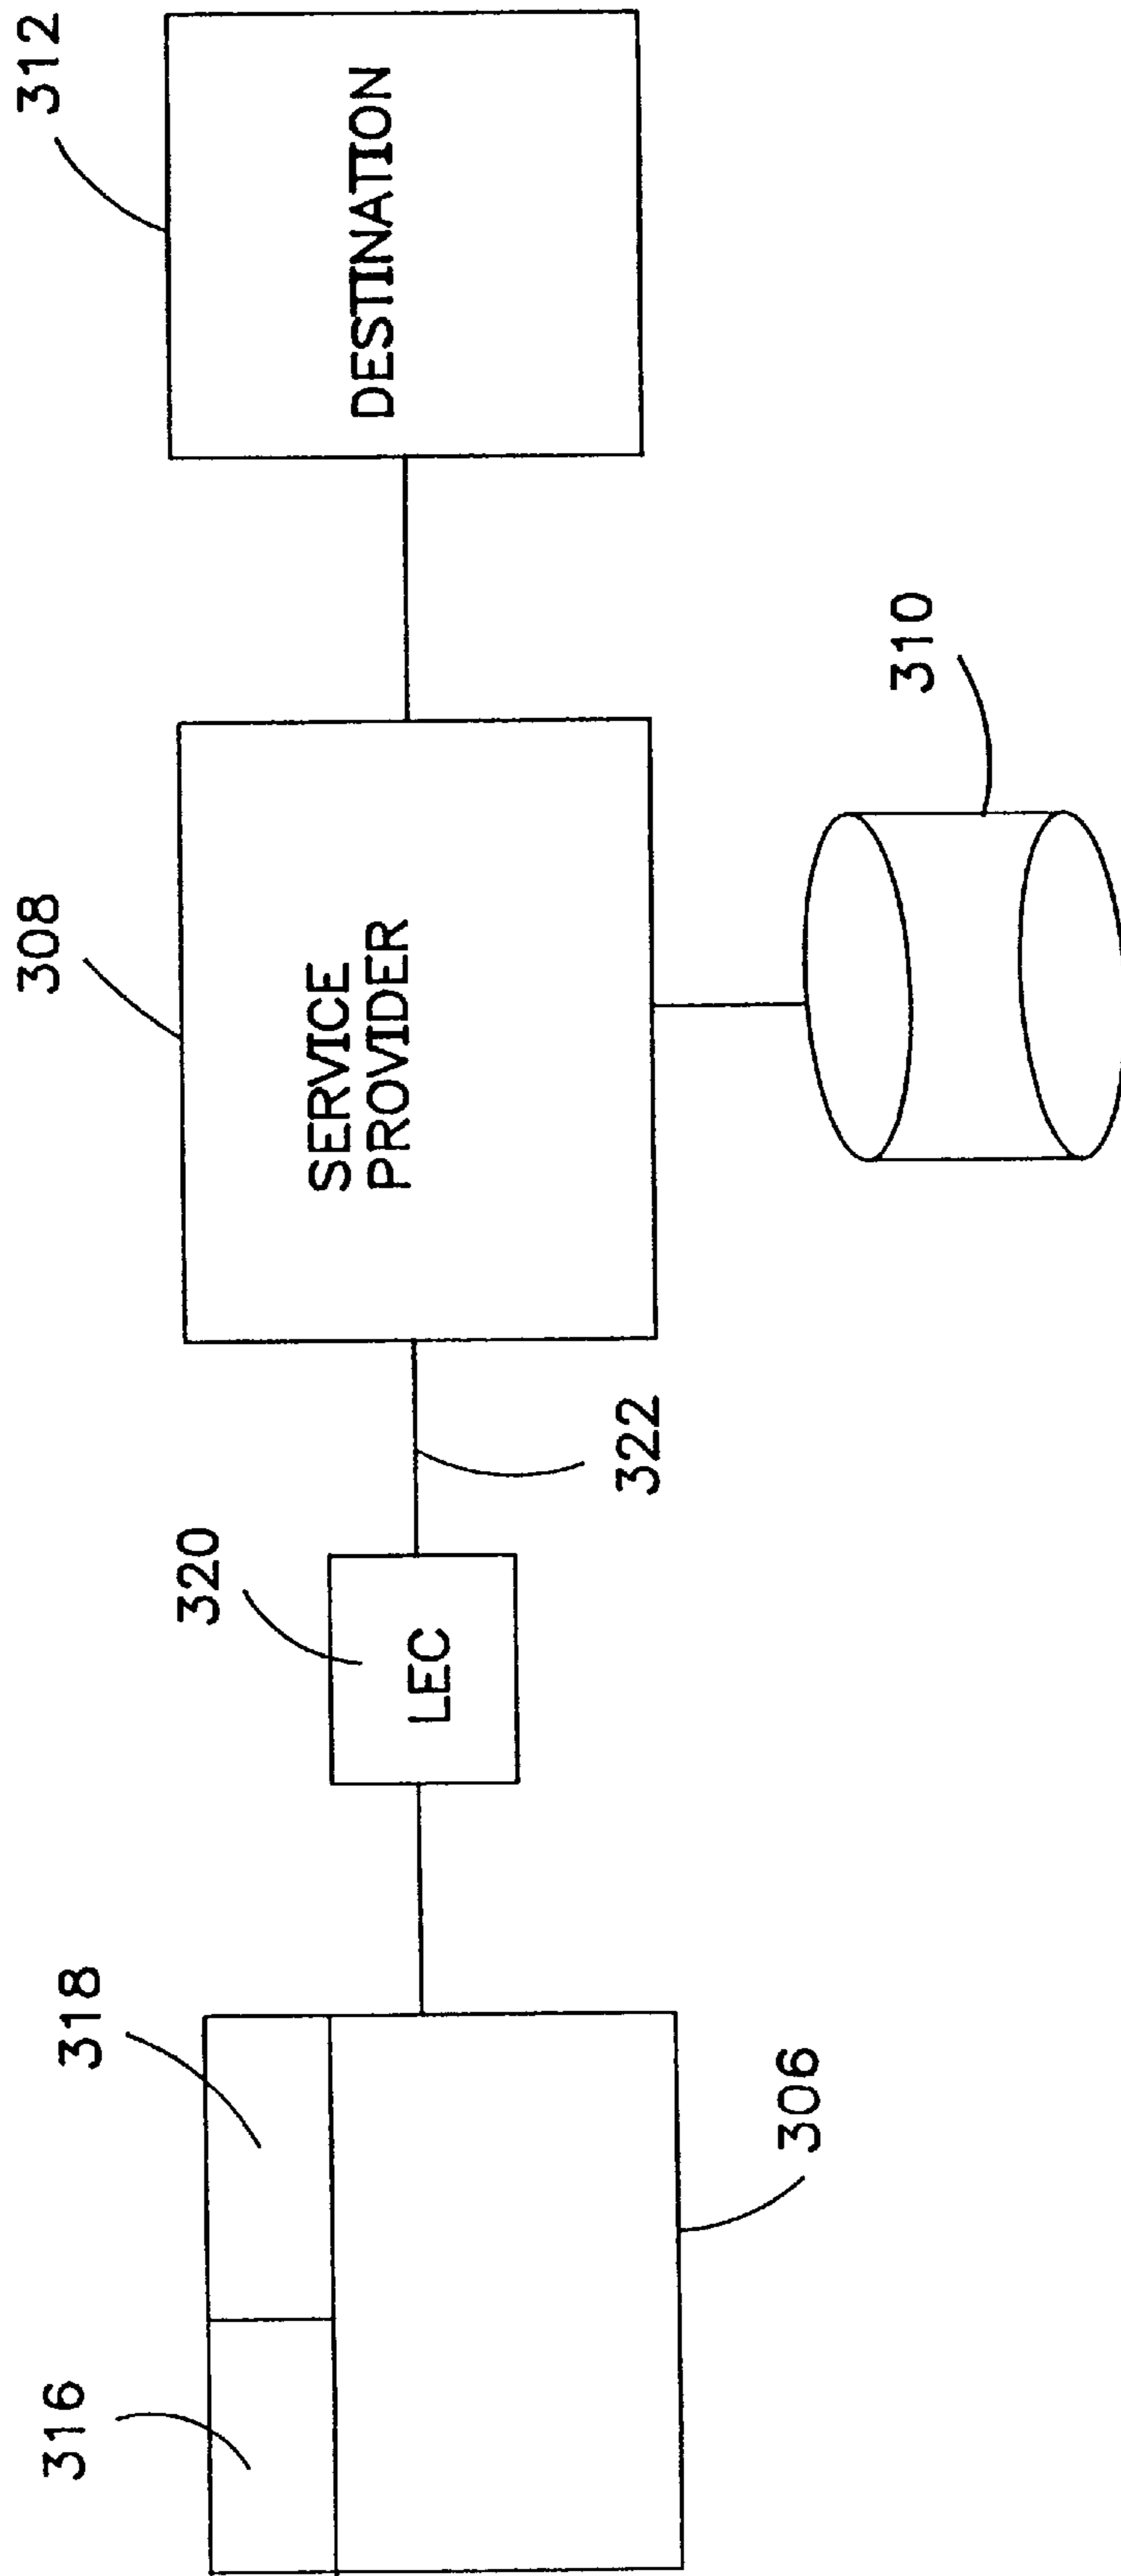 316
318
320
308
312
LEC
SERVICE
PROVIDER
DESTINATION
306
322
310